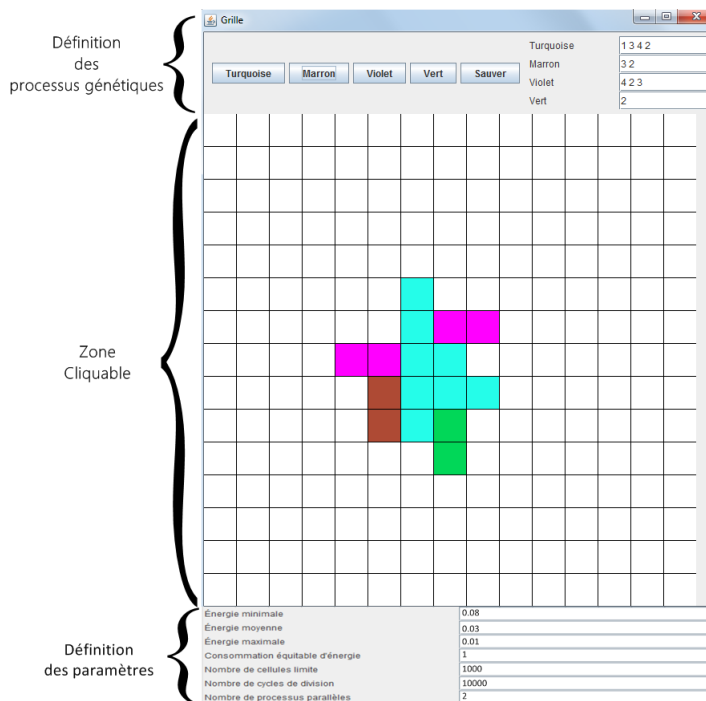 Grille
Définition
des
processus génétiques
Turquoise Marron Violet Vert Sauver
Turquoise 1 3 4 2
Marron 3 2
Violet 4 2 3
Vert 2
Zone
Cliquable
Définition
des paramètres
Énergie minimale 0.08
Énergie moyenne 0.03
Énergie maximale 0.01
Consommation équitable d'énergie 1
Nombre de cellules limite 1000
Nombre de cycles de division 10000
Nombre de processus parallèles 2